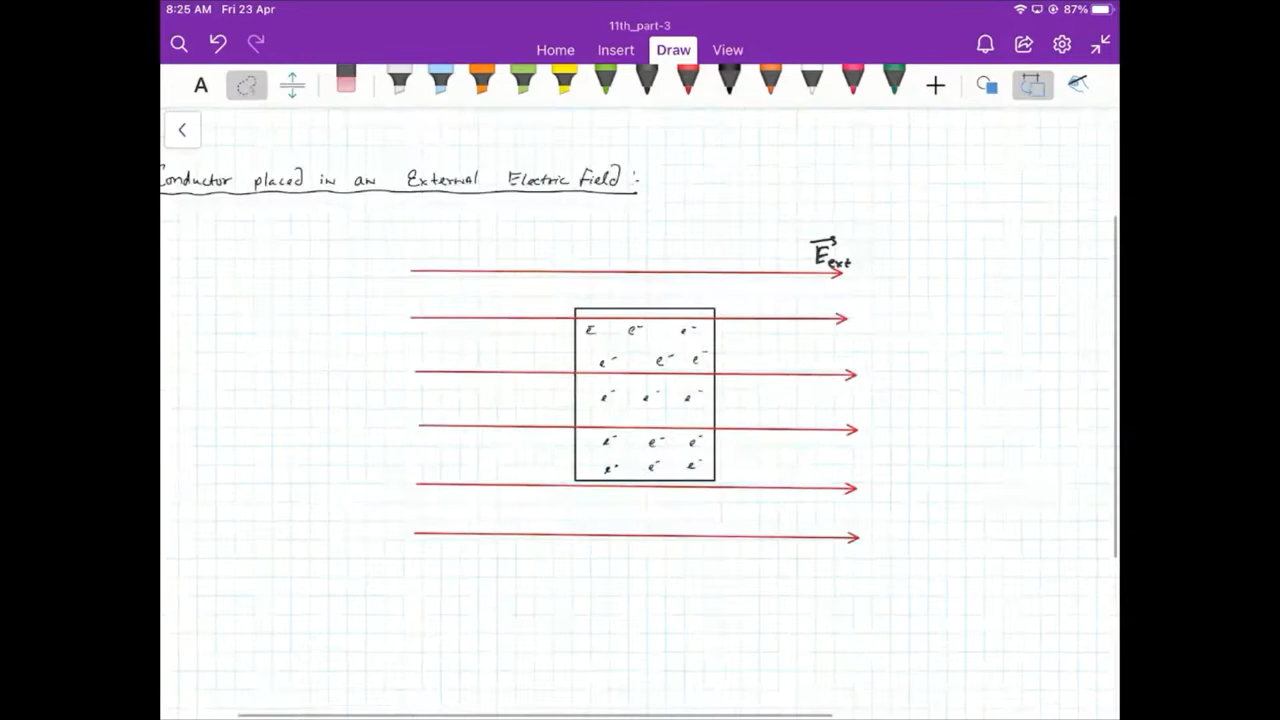 8:25 AM Fri 23 Apr 87%
11th_part-3
Home Insert Draw View
A
Conductor placed in an External Electric field :
E ext
E e- e-
e- e- e-
e- e- e-
e- e- e-
e- e- e-